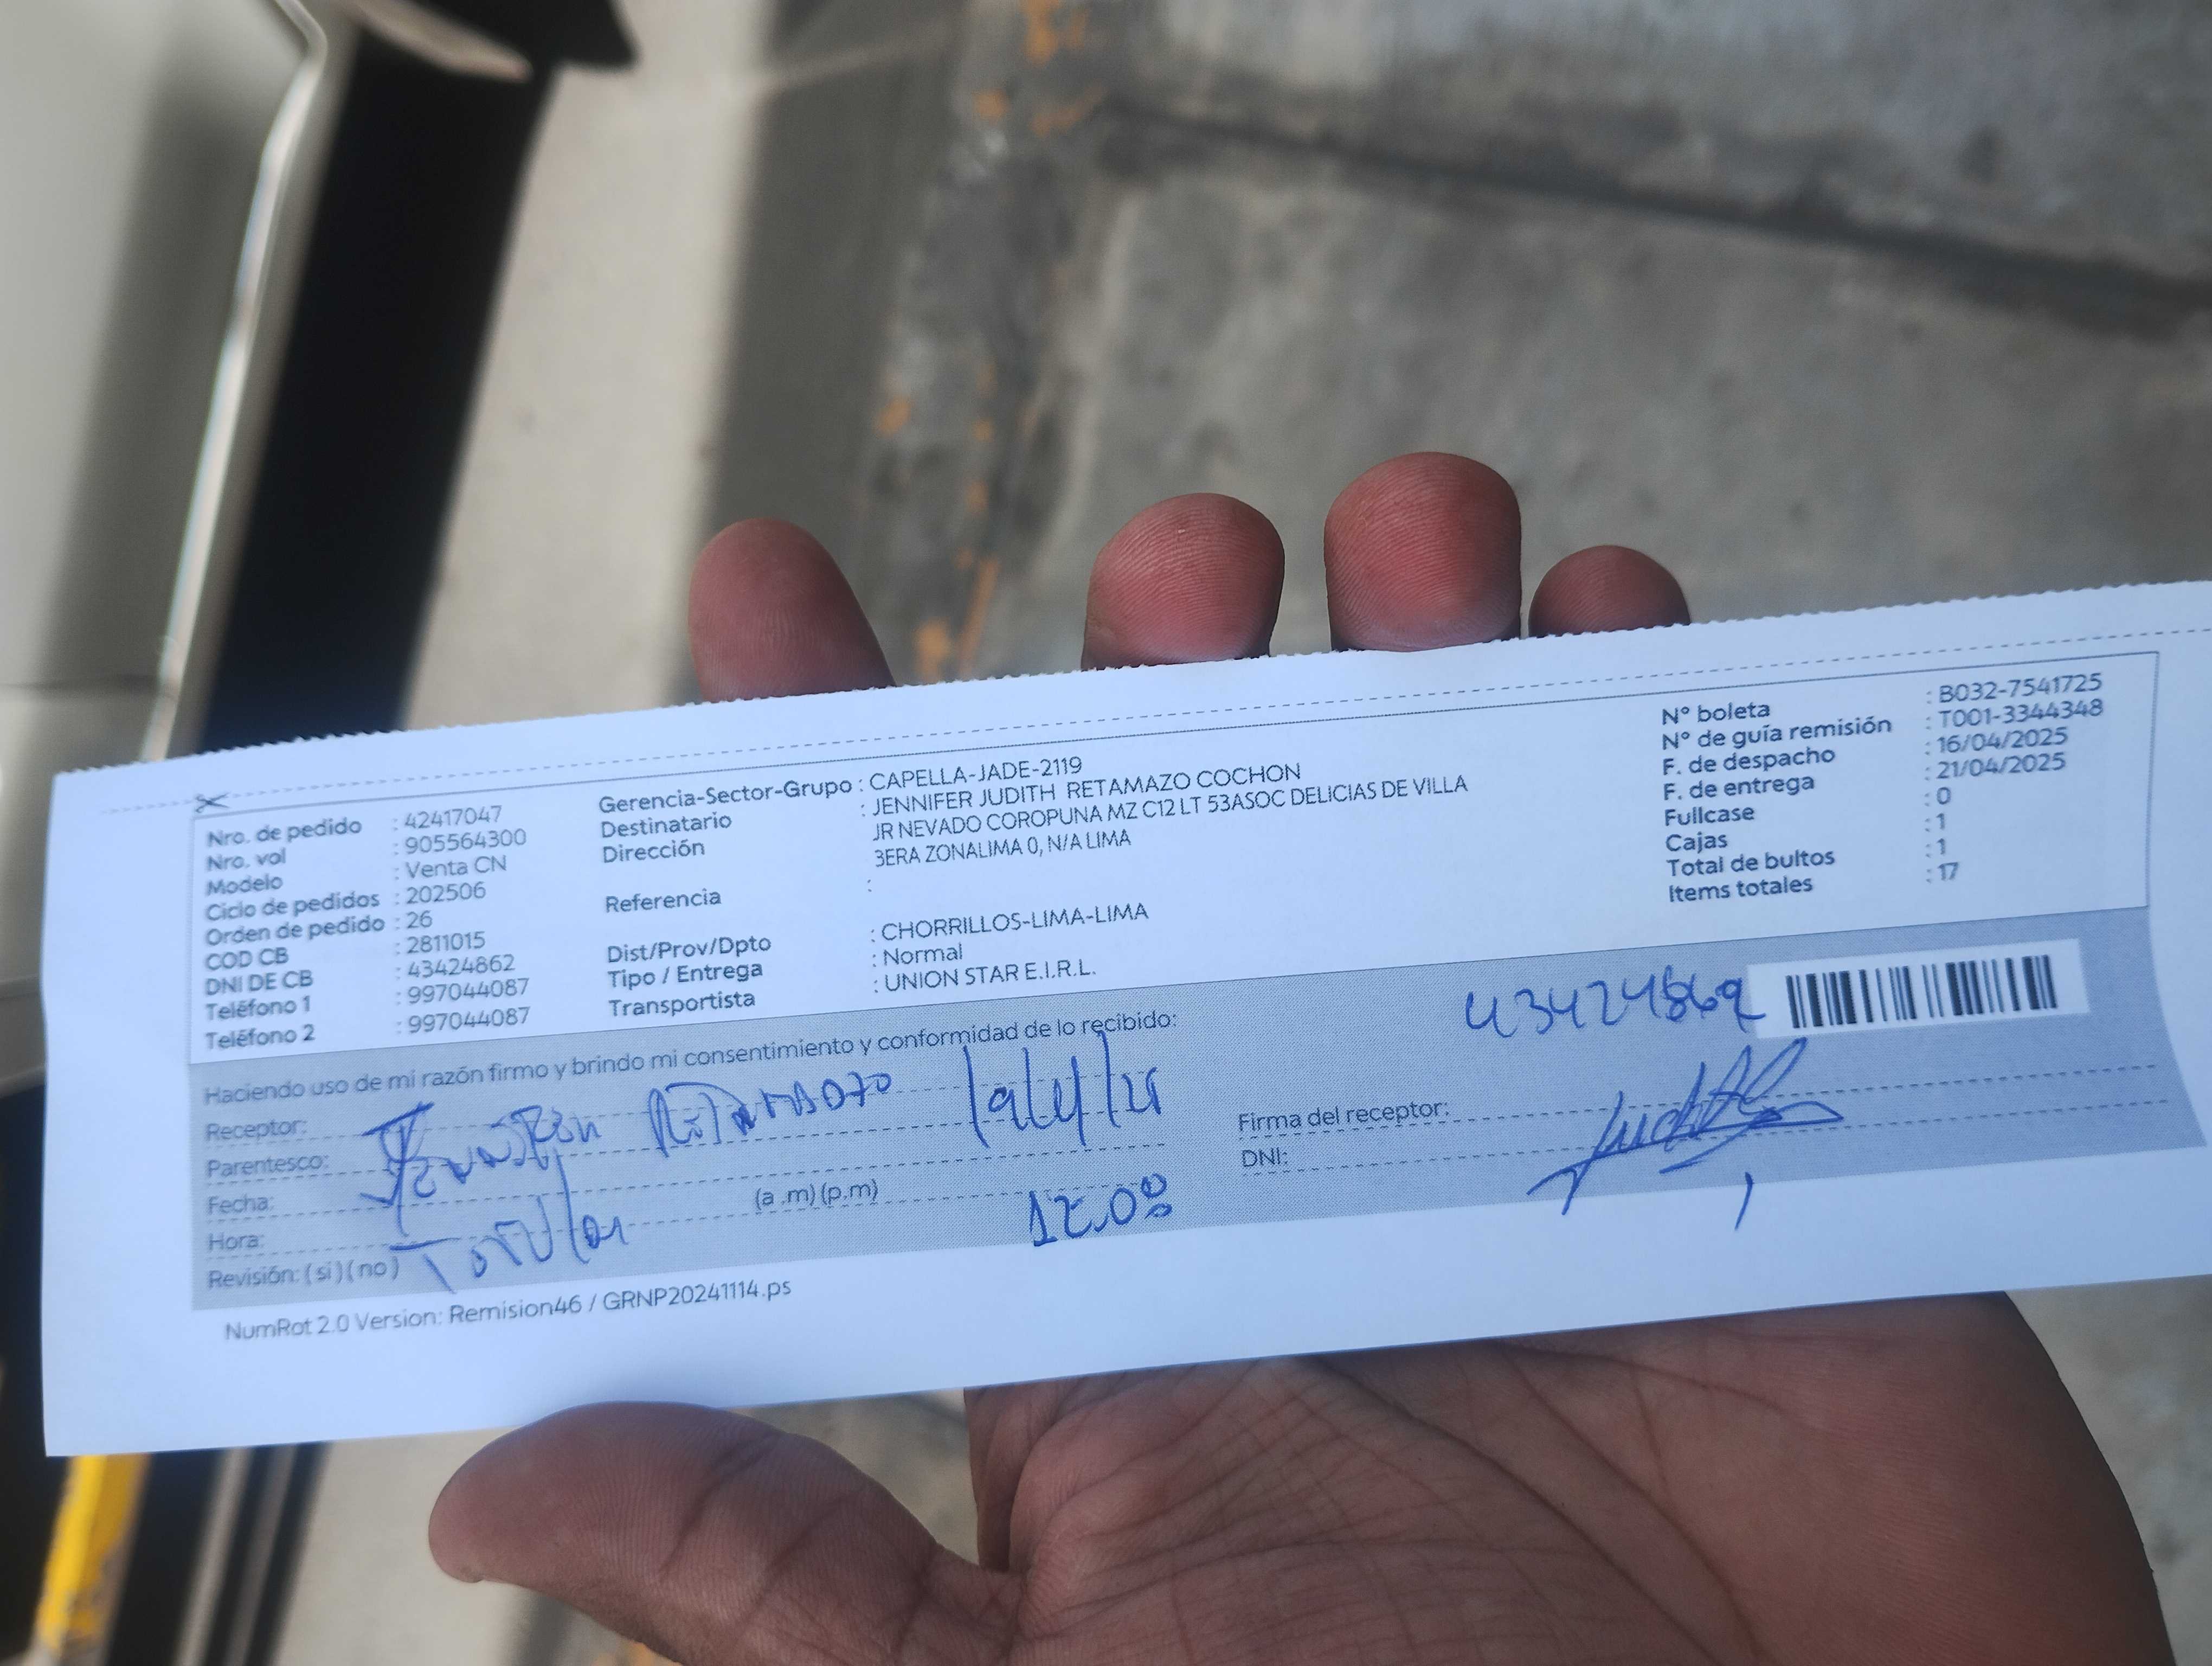 Nro. de pedido : 42417047
Nro. vol : 905564300
Modelo : Venta CN
Ciclo de pedidos : 202506
Orden de pedido : 26
COD CB : 2811015
DNI DE CB : 43424862
Teléfono 1 : 997044087
Teléfono 2 : 997044087
Gerencia-Sector-Grupo : CAPELLA-JADE-2119
Destinatario : JENNIFER JUDITH RETAMAZO COCHON
Dirección JR NEVADO COROPUNA MZ C12 LT 53ASOC DELICIAS DE VILLA
3ERA ZONALIMA 0, N/A LIMA
Referencia :
Dist/Prov/Dpto : CHORRILLOS-LIMA-LIMA
Tipo / Entrega : Normal
Transportista : UNION STAR E.I.R.L.
N° boleta : B032-7541725
N° de guía remisión : T001-3344348
F. de despacho : 16/04/2025
F. de entrega : 21/04/2025
Fullcase : 0
Cajas : 1
Total de bultos : 1
Items totales : 17
Haciendo uso de mi razón firmo y brindo mi consentimiento y conformidad de lo recibido:
43424862
Receptor:
Parentesco:
Fecha:
Hora: (a .m) (p.m) 12.00
Revisión: ( si ) ( no )
Firma del receptor:
DNI:
NumRot 2.0 Version: Remision46 / GRNP20241114.ps